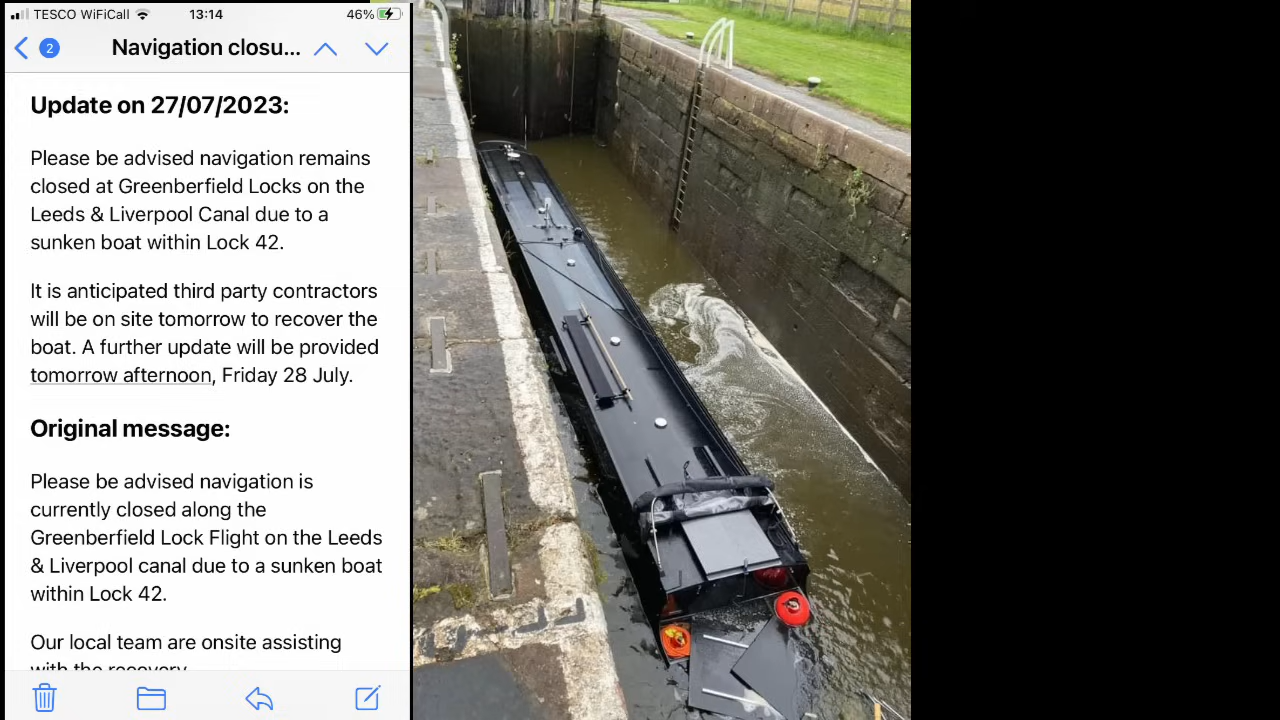 TESCO WiFiCall 13:14 46%
2 Navigation closu...
Update on 27/07/2023:
Please be advised navigation remains
closed at Greenberfield Locks on the
Leeds & Liverpool Canal due to a
sunken boat within Lock 42.
It is anticipated third party contractors
will be on site tomorrow to recover the
boat. A further update will be provided
tomorrow afternoon, Friday 28 July.
Original message:
Please be advised navigation is
currently closed along the
Greenberfield Lock Flight on the Leeds
& Liverpool canal due to a sunken boat
within Lock 42.
Our local team are onsite assisting
with the recovery